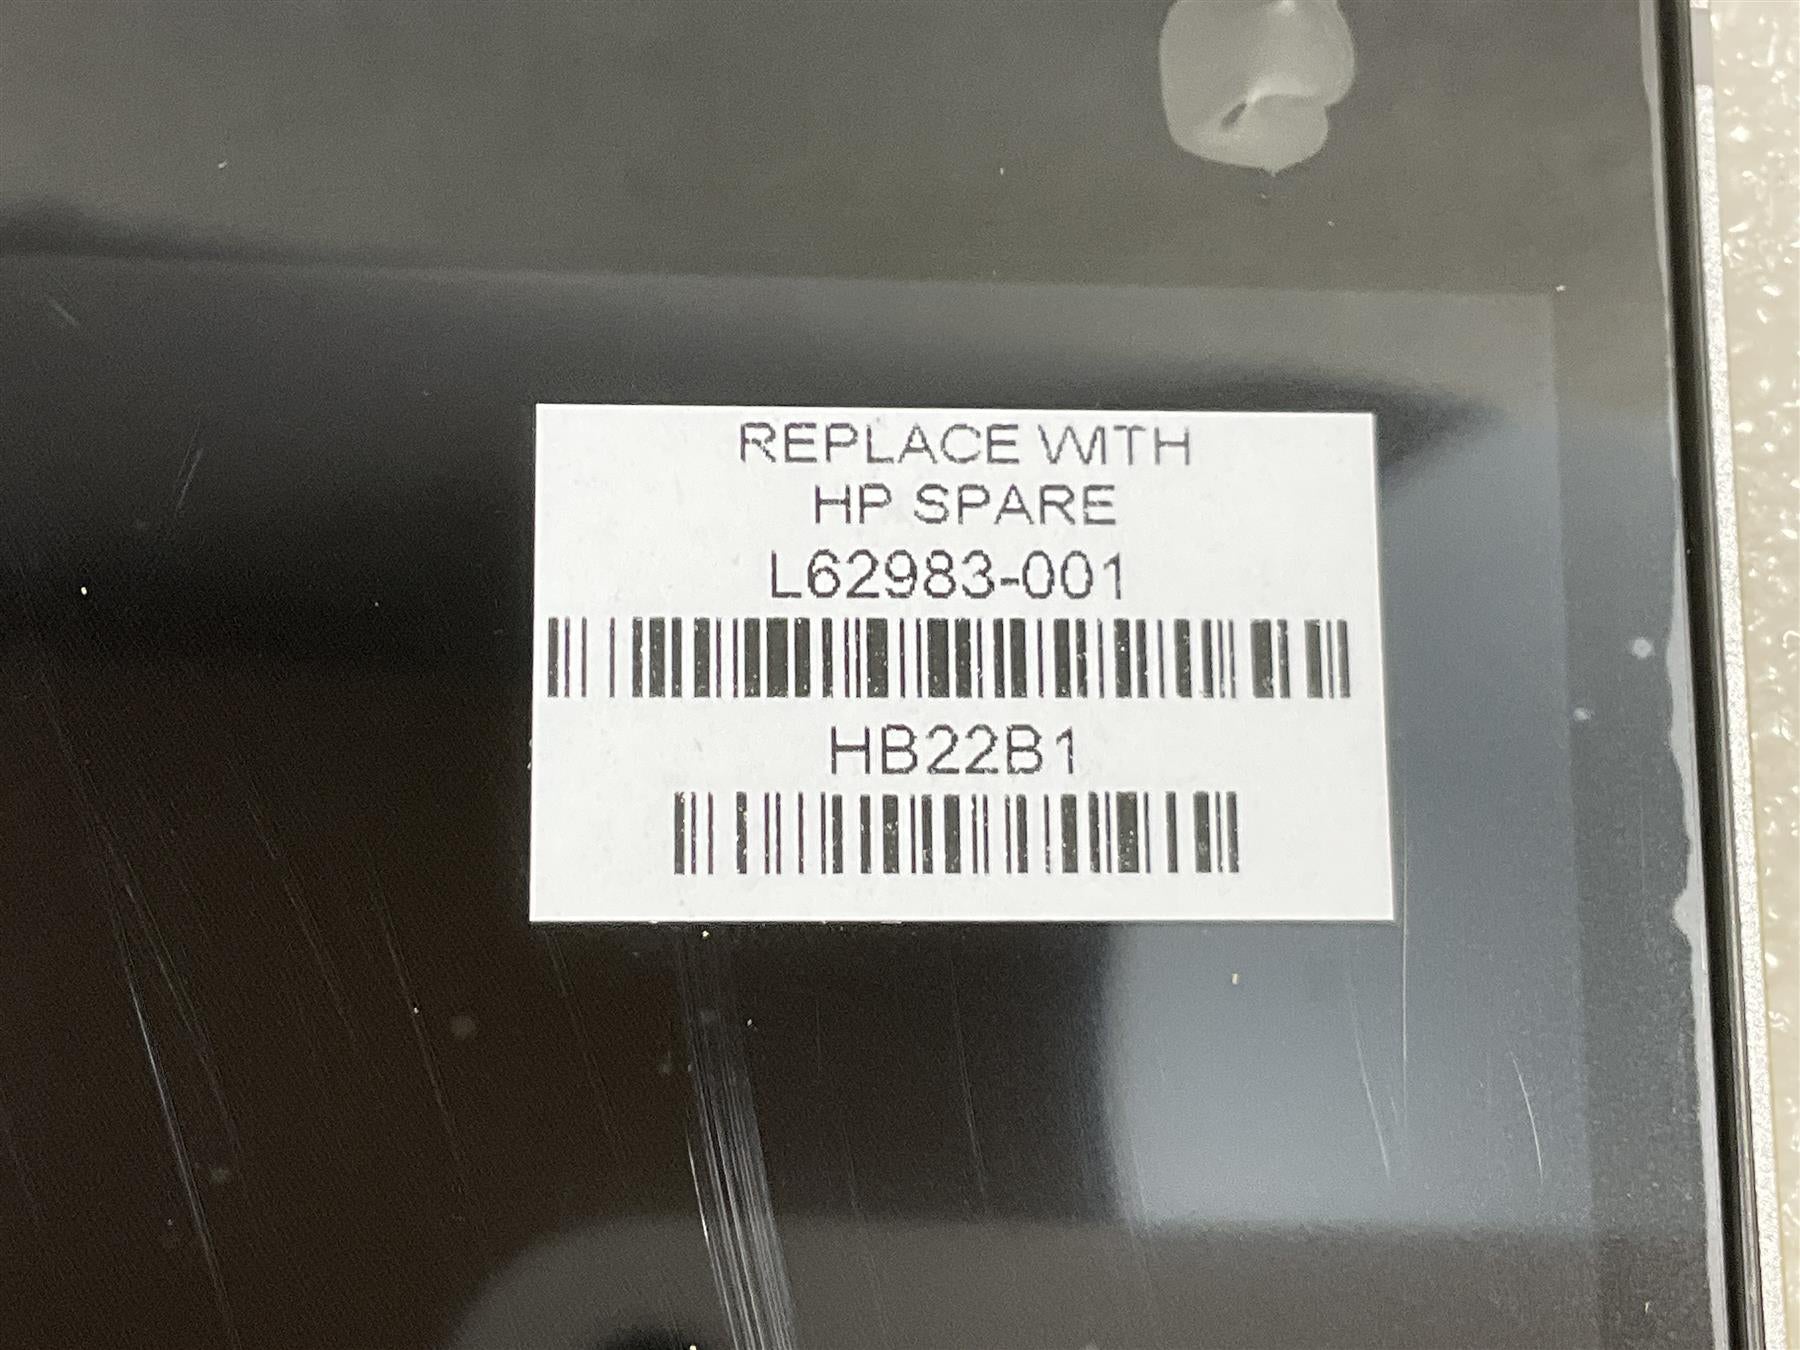 REPLACE WITH
HP SPARE
L62983-001
HB22B1